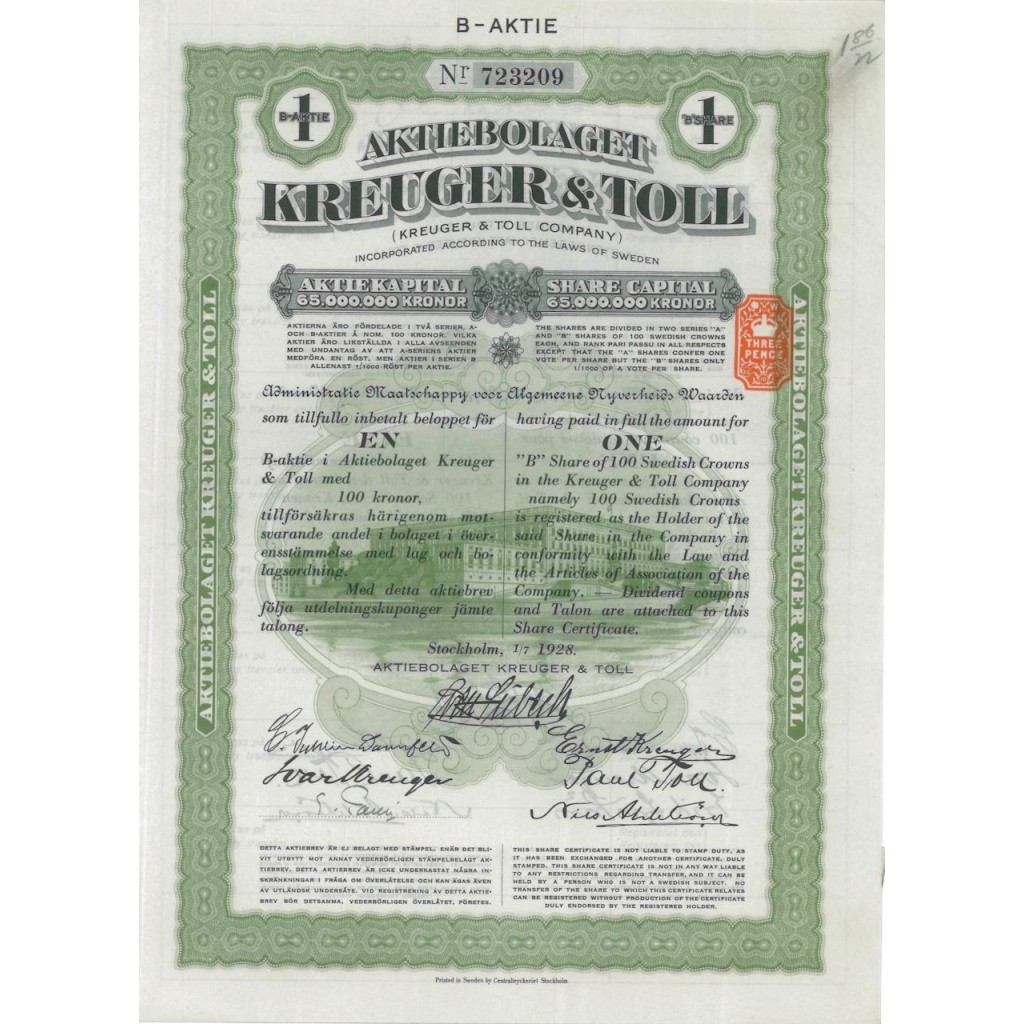 B-AKTIE
Nr 723209
1 B-AKTIE
1 "B" SHARE
AKTIEBOLAGET
KREUGER & TOLL
(KREUGER & TOLL COMPANY)
INCORPORATED ACCORDING TO THE LAWS OF SWEDEN
AKTIEKAPITAL
65.000.000 KRONOR
SHARE CAPITAL
65.000.000 KRONOR
AKTIERNA ÄRO FÖRDELADE I TVÅ SERIER, A-
OCH B-AKTIER Å NOM. 100 KRONOR. VILKA
AKTIER ÄRO LIKSTÄLLDA I ALLA AVSEENDEN
MED UNDANTAG AV ATT A-SERIENS AKTIER
MEDFÖRA EN RÖST, MEN AKTIER I SERIEN B
ALLENAST 1/1000 RÖST PER AKTIE.
THE SHARES ARE DIVIDED IN TWO SERIES "A"
AND "B" SHARES OF 100 SWEDISH CROWNS
EACH, AND RANK PARI PASSU IN ALL RESPECTS
EXCEPT THAT THE "A" SHARES CONFER ONE
VOTE PER SHARE BUT THE "B" SHARES ONLY
1/1000 OF A VOTE PER SHARE.
THREE
PENCE
Administratie Maatschappy voor Algemeene Nyverheids Waarden
som tillfullo inbetalt beloppet för
EN
B-aktie i Aktiebolaget Kreuger
& Toll med
100 kronor,
tillförsäkras härigenom mot-
svarande andel i bolaget i över-
ensstämmelse med lag och bo-
lagsordning.
Med detta aktiebrev
följa utdelningskuponger jämte
talong.
having paid in full the amount for
ONE
"B" Share of 100 Swedish Crowns
in the Kreuger & Toll Company
namely 100 Swedish Crowns
is registered as the Holder of the
said Share in the Company in
conformity with the Law and
the Articles of Association of the
Company. Dividend coupons
and Talon are attached to this
Share Certificate.
Stockholm, 1/7 1928.
AKTIEBOLAGET KREUGER & TOLL
Ernst Kreuger
Ivar Kreuger
Paul Toll.
DETTA AKTIEBREV ÄR EJ BELAGT MED STÄMPEL, ENÄR DET BLI-
VIT UTBYTT MOT ANNAT VEDERBÖRLIGEN STÄMPELBELAGT AK-
TIEBREV. DETTA AKTIEBREV ÄR ICKE UNDERKASTAT NÅGRA IN-
SKRÄNKNINGAR I FRÅGA OM ÖVERLÅTELSE OCH KAN ÄGAS ÄVEN
AV UTLÄNDSK UNDERSÅTE. VID REGISTRERING AV DETTA AKTIE-
BREV BÖR DETSAMMA, VEDERBÖRLIGEN ÖVERLÅTET, FÖRETES.
THIS SHARE CERTIFICATE IS NOT LIABLE TO STAMP DUTY, AS
IT HAS BEEN EXCHANGED FOR ANOTHER CERTIFICATE, DULY
STAMPED. THIS SHARE CERTIFICATE IS NOT IN ANY WAY LIABLE
TO ANY RESTRICTIONS REGARDING TRANSFER, AND IT CAN BE
HELD BY A PERSON WHO IS NOT A SWEDISH SUBJECT. NO
TRANSFER OF THE SHARE TO WHICH THIS CERTIFICATE RELATES
CAN BE REGISTERED WITHOUT PRODUCTION OF THE CERTIFICATE
DULY ENDORSED BY THE REGISTERED HOLDER.
AKTIEBOLAGET KREUGER & TOLL
AKTIEBOLAGET KREUGER & TOLL
Printed in Sweden by Centraltryckeriet Stockholm